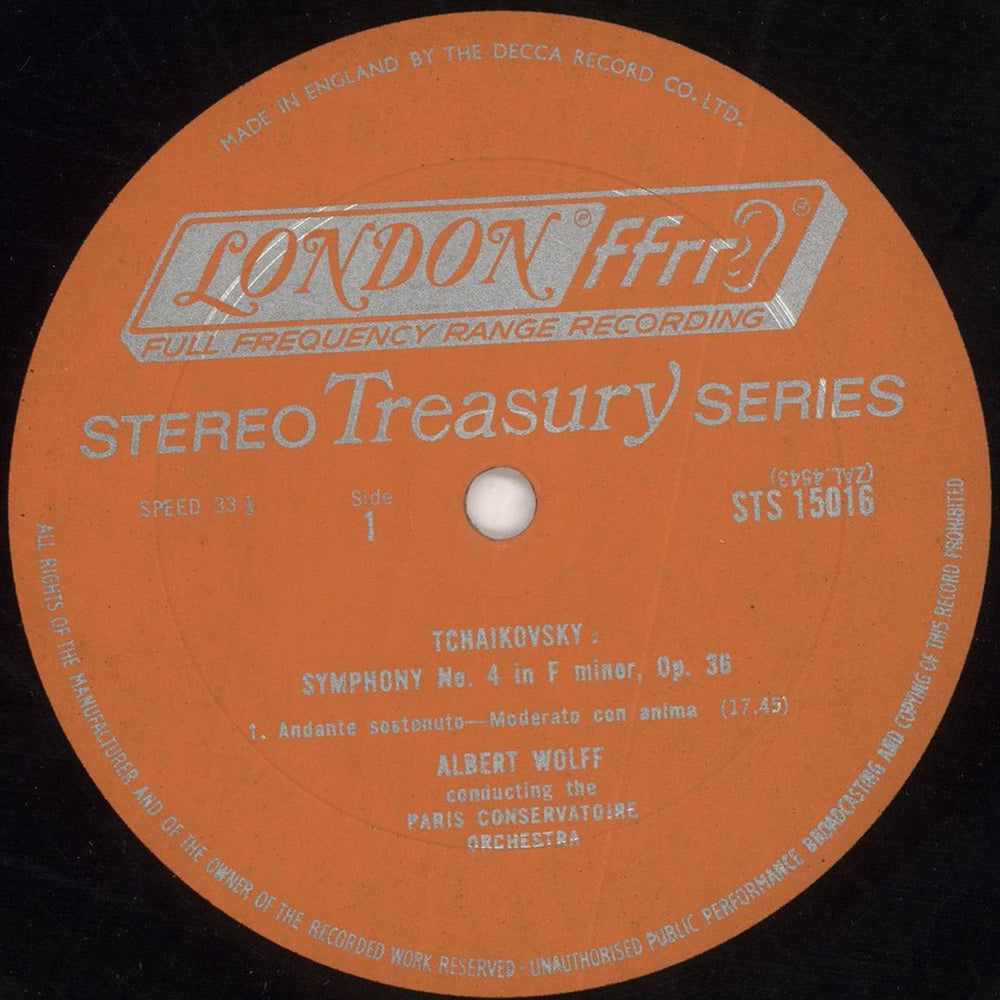 MADE IN ENGLAND BY THE DECCA RECORD CO. LTD.
LONDON ® ffrr ®
FULL FREQUENCY RANGE RECORDING
STEREO Treasury SERIES
(ZAL.4543)
SPEED 33⅓
Side
1
STS 15016
TCHAIKOVSKY :
SYMPHONY No. 4 in F minor, Op. 36
1. Andante sostenuto—Moderato con anima (17.45)
ALBERT WOLFF
conducting the
PARIS CONSERVATOIRE
ORCHESTRA
ALL RIGHTS OF THE MANUFACTURER AND OF THE OWNER OF THE RECORDED WORK RESERVED · UNAUTHORISED PUBLIC PERFORMANCE BROADCASTING AND COPYING OF THIS RECORD PROHIBITED